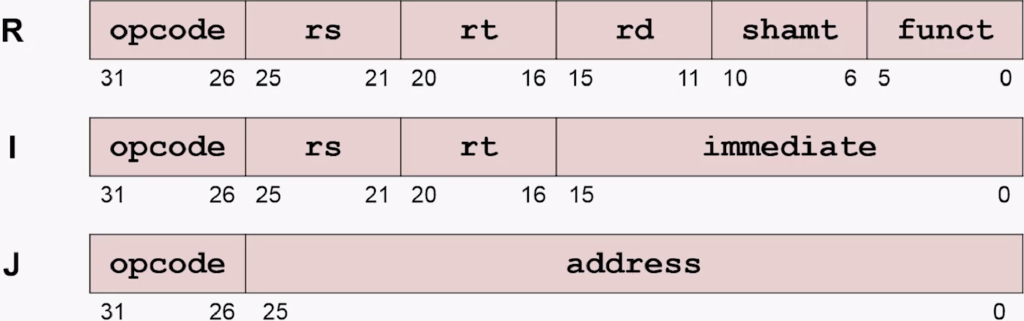 R opcode rs rt rd shamt funct
31 26 25 21 20 16 15 11 10 6 5 0
I opcode rs rt immediate
31 26 25 21 20 16 15 0
J opcode address
31 26 25 0